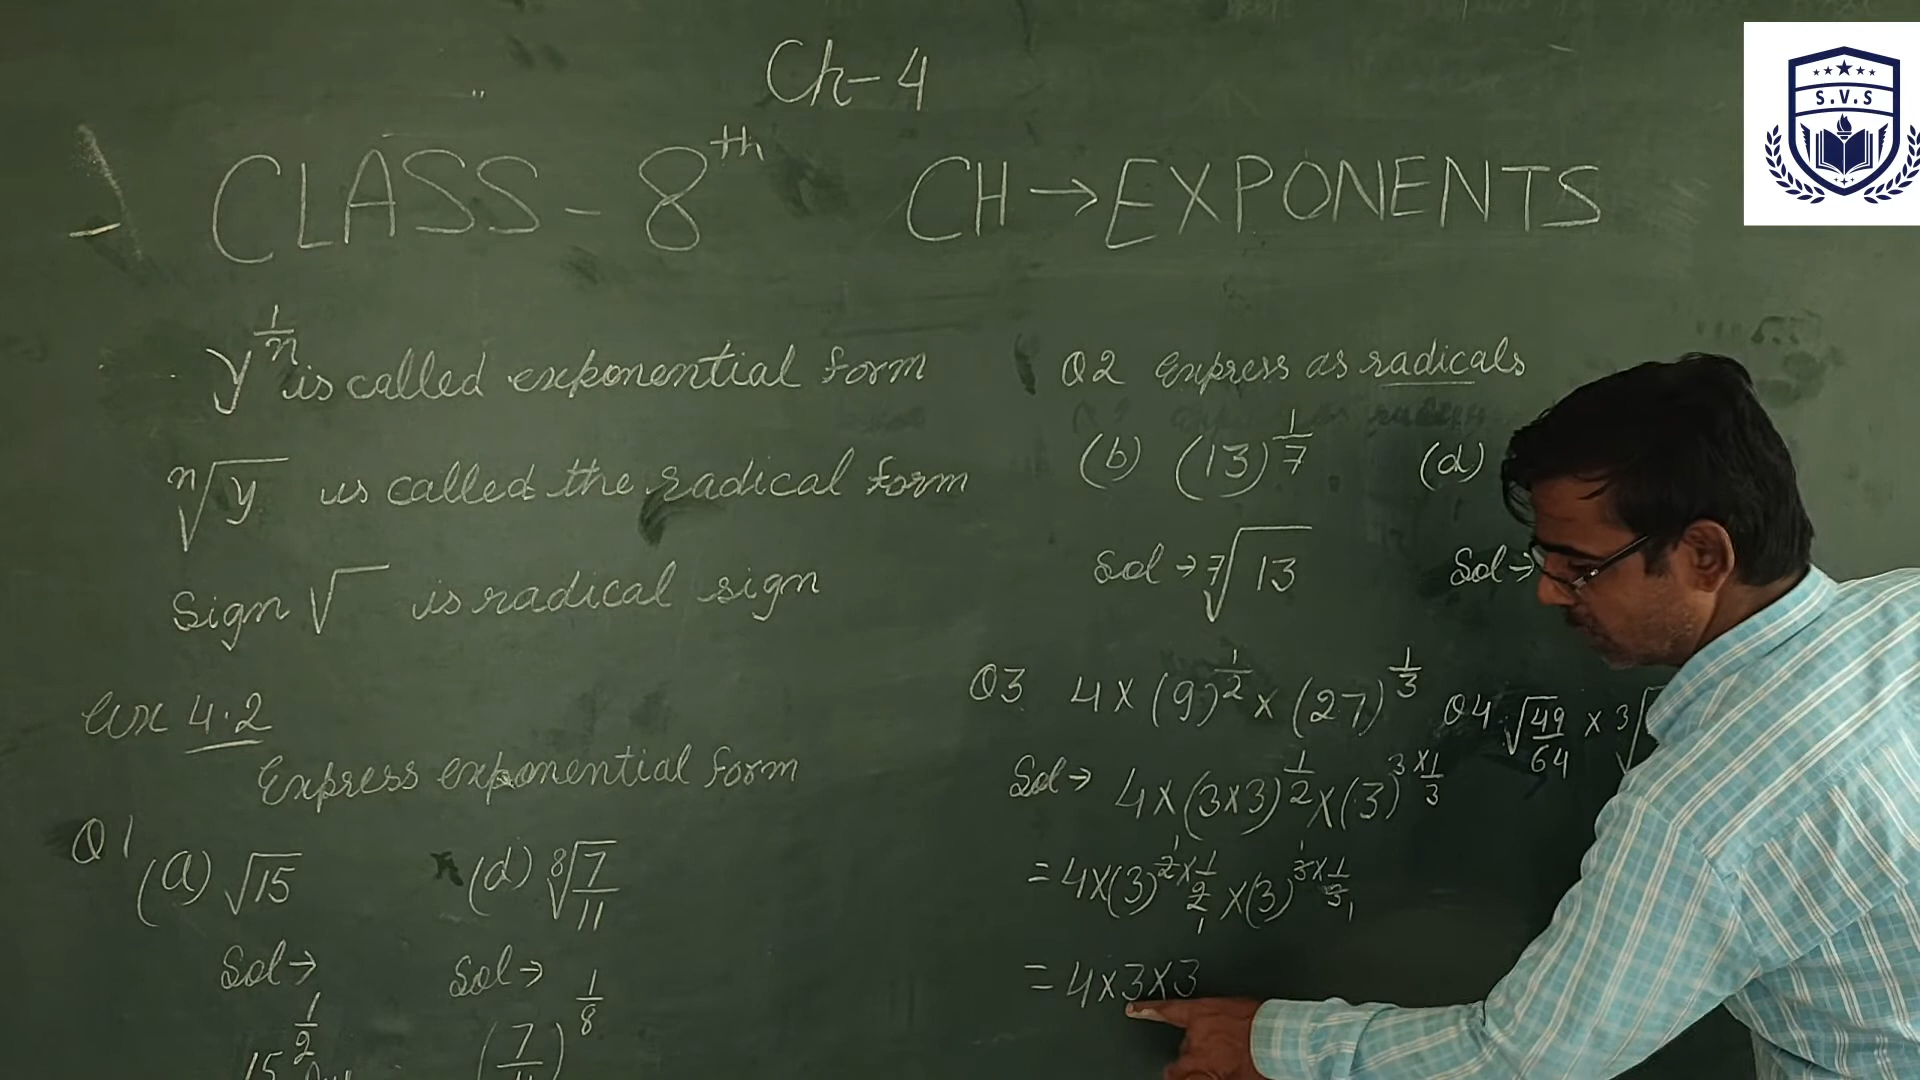 Ch-4
CLASS-8th CH→EXPONENTS
S.V.S
y^1/n is called exponential form
n√y is called the radical form
Sign √ is radical sign
Ex 4.2
Express exponential form
Q1
(a) √15 (d) 8√7/11
Sol→ Sol→
15^1/2 (7/11)^1/8
Q2 Express as radicals
(b) (13)^1/7 (d)
Sol→ 7√13 Sol→
Q3 4×(9)^1/2×(27)^1/3
Sol→ 4×(3×3)^1/2×(3)^3×1/3
=4×(3)^2×1/2×(3)^3×1/3
=4×3×3
Q4 √49/64 × 3√